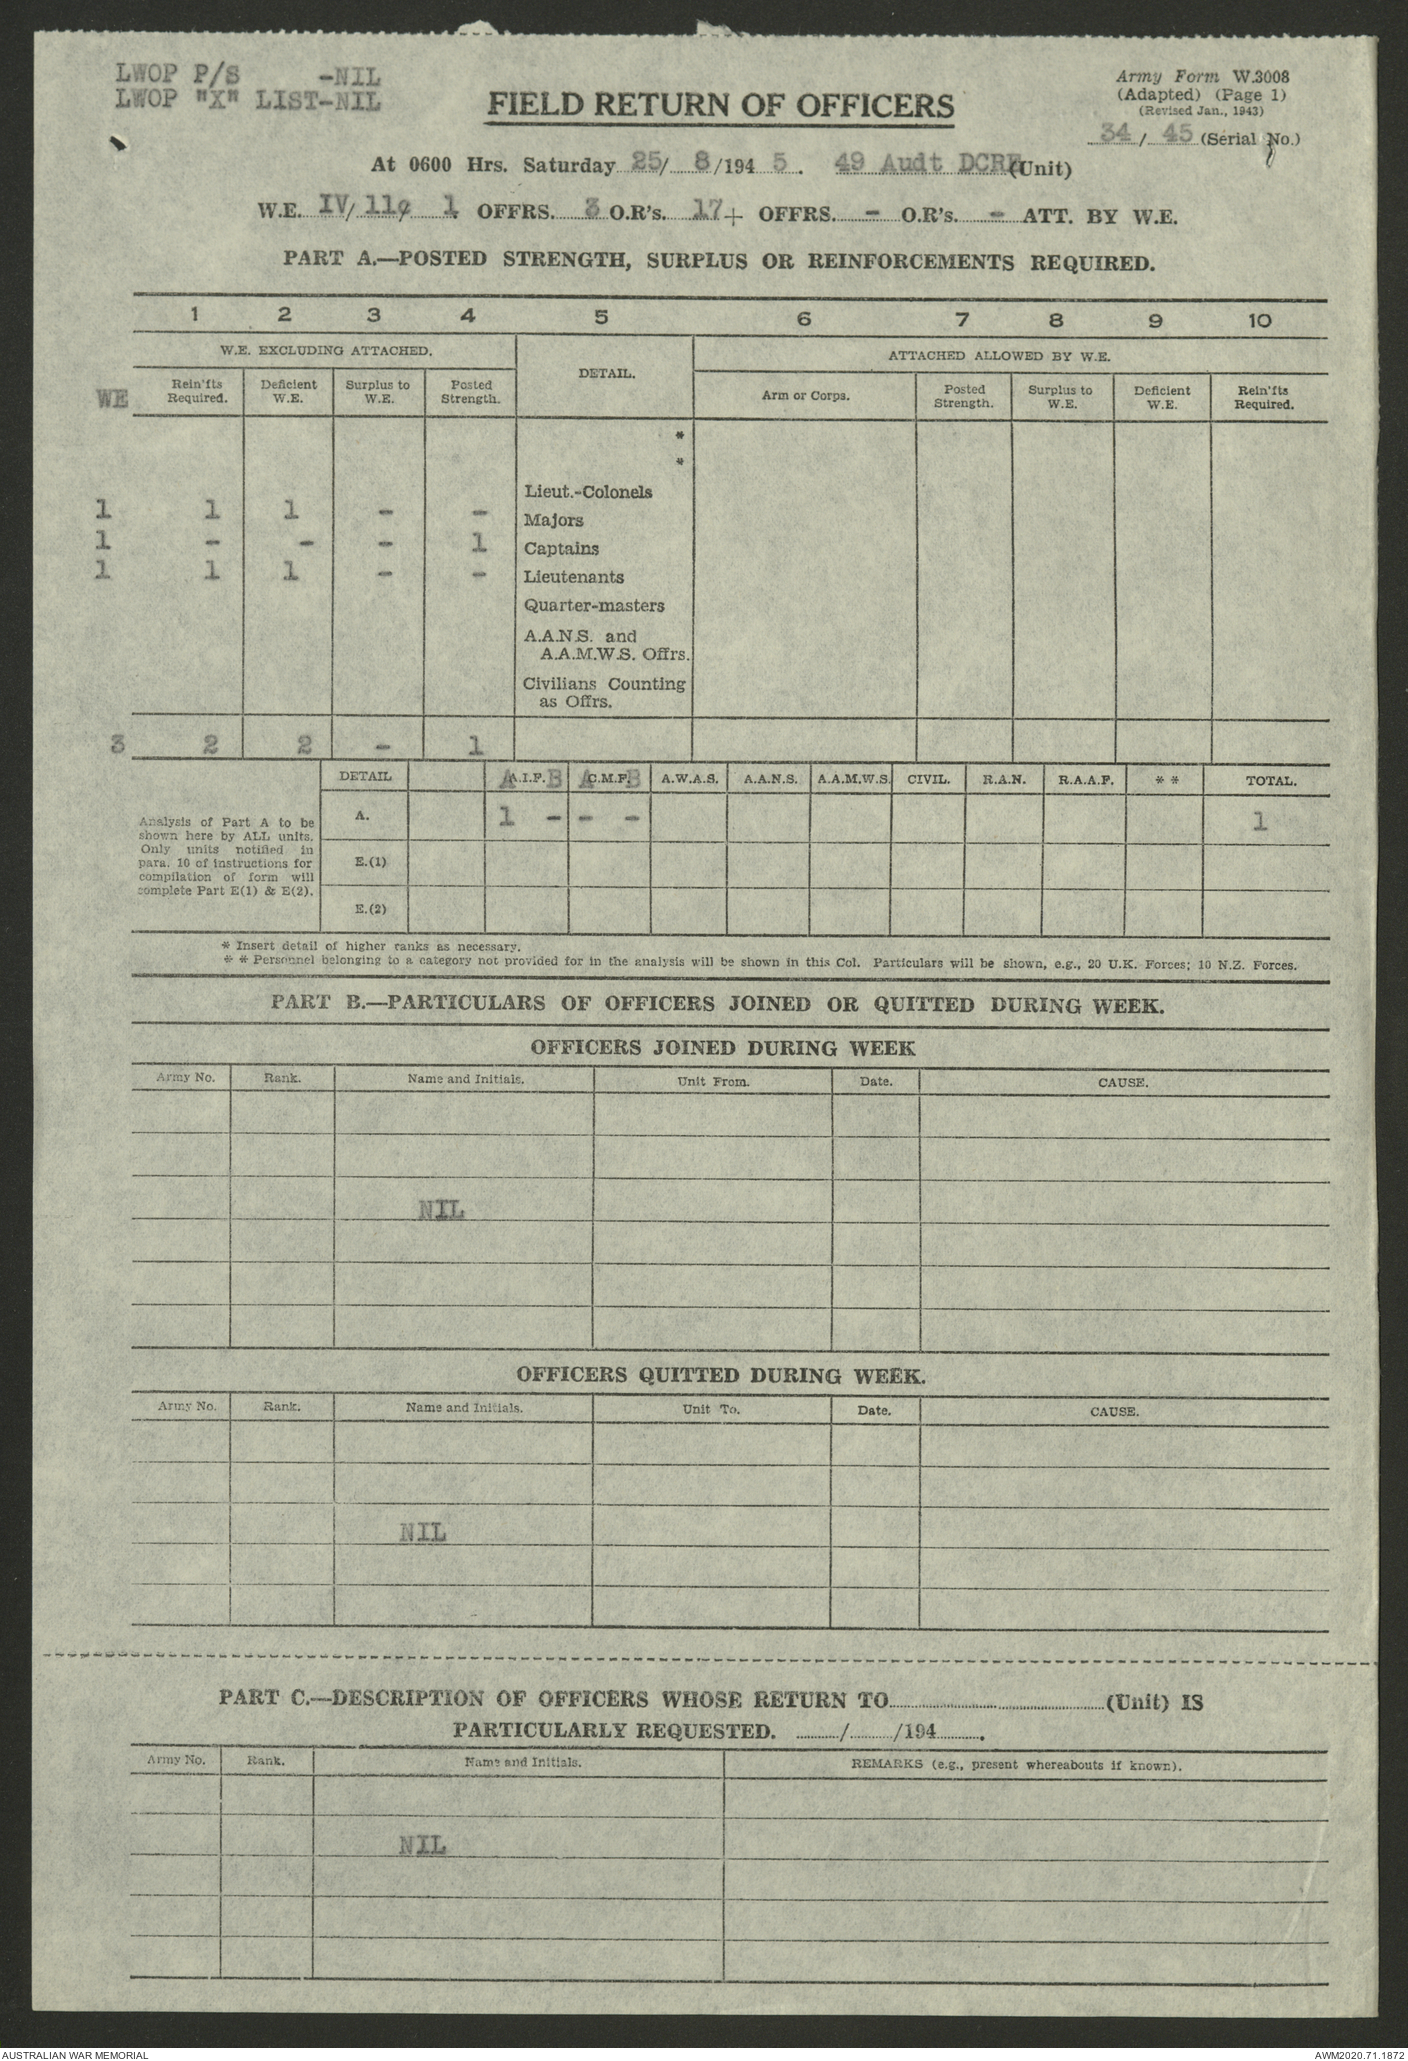 LWOP P/S -NIL
LWOP "X" LIST-NIL
FIELD RETURN OF OFFICERS
Army Form W.3008
(Adapted) (Page 1)
(Revised Jan., 1943)
34 / 45 (Serial No.)
At 0600 Hrs. Saturday 25/ 8/194 5. 49 Audt DCRE (Unit)
W.E. IV/ 119 1 OFFRS. 3 O.R's. 17+ OFFRS. - O.R's. - ATT. BY W.E.
PART A.—POSTED STRENGTH, SURPLUS OR REINFORCEMENTS REQUIRED.
1 2 3 4 5 6 7 8 9 10
W.E. EXCLUDING ATTACHED. DETAIL. ATTACHED ALLOWED BY W.E.
WE Rein'fts Required. Deficient W.E. Surplus to W.E. Posted Strength. Arm or Corps. Posted Strength. Surplus to W.E. Deficient W.E. Rein'fts Required.
*
*
Lieut.-Colonels
1 1 1 - - Majors
1 - - - 1 Captains
1 1 1 - - Lieutenants
Quarter-masters
A.A.N.S. and
A.A.M.W.S. Offrs.
Civilians Counting
as Offrs.
3 2 2 - 1
DETAIL A A.I.F. B A C.M.F. B A.W.A.S. A.A.N.S. A.A.M.W.S. CIVIL. R.A.N. R.A.A.F. * * TOTAL.
Analysis of Part A to be
shown here by ALL units.
Only units notified in
para. 10 of instructions for
compilation of form will
complete Part E(1) & E(2).
A. 1 - - - 1
E.(1)
E.(2)
* Insert detail of higher ranks as necessary.
* * Personnel belonging to a category not provided for in the analysis will be shown in this Col. Particulars will be shown, e.g., 20 U.K. Forces; 10 N.Z. Forces.
PART B.—PARTICULARS OF OFFICERS JOINED OR QUITTED DURING WEEK.
OFFICERS JOINED DURING WEEK
Army No. Rank. Name and Initials. Unit From. Date. CAUSE.
NIL
OFFICERS QUITTED DURING WEEK.
Army No. Rank. Name and Initials. Unit To. Date. CAUSE.
NIL
PART C.—DESCRIPTION OF OFFICERS WHOSE RETURN TO (Unit) IS
PARTICULARLY REQUESTED. / /194 .
Army No. Rank. Name and Initials. REMARKS (e.g., present whereabouts if known).
NIL
AUSTRALIAN WAR MEMORIAL AWM2020.71.1872